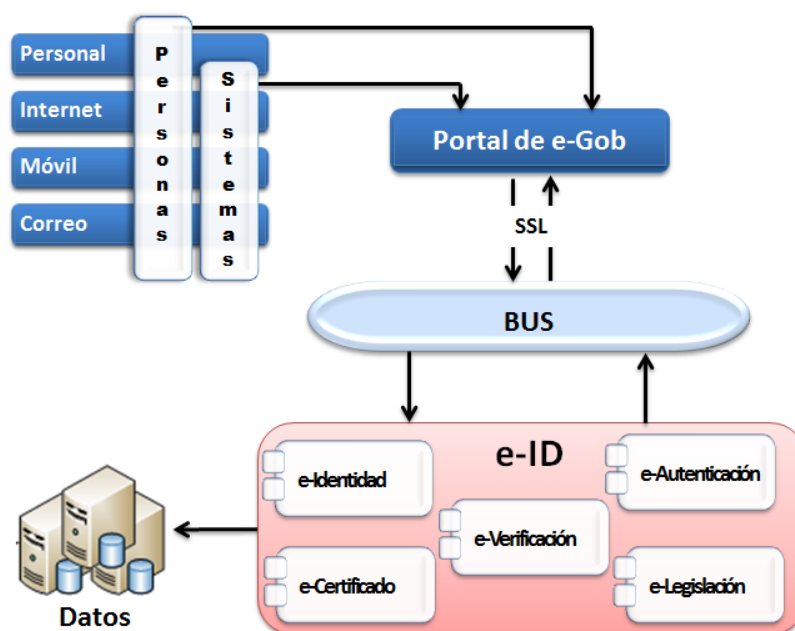 Personal
Internet
Móvil
Correo
Personas
Sistemas
Portal de e-Gob
SSL
BUS
e-ID
e-Identidad
e-Autenticación
e-Verificación
e-Certificado
e-Legislación
Datos